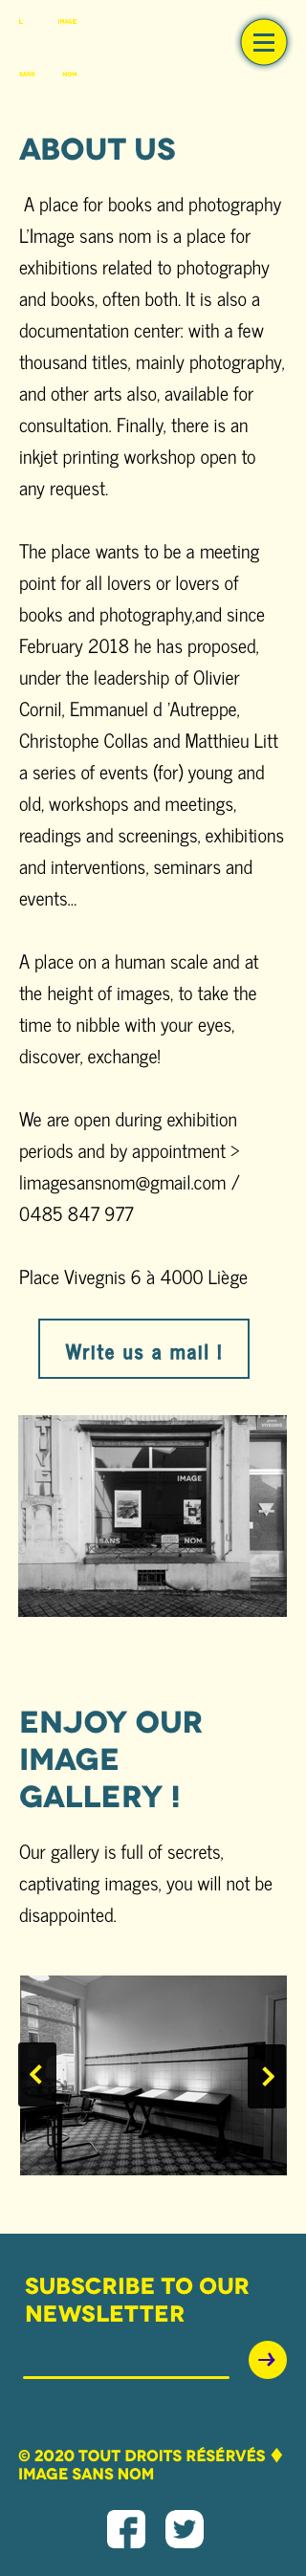 L' IMAGE
SANS NOM
ABOUT US
A place for books and photography
L'Image sans nom is a place for
exhibitions related to photography
and books, often both. It is also a
documentation center: with a few
thousand titles, mainly photography,
and other arts also, available for
consultation. Finally, there is an
inkjet printing workshop open to
any request.
The place wants to be a meeting
point for all lovers or lovers of
books and photography,and since
February 2018 he has proposed,
under the leadership of Olivier
Cornil, Emmanuel d 'Autreppe,
Christophe Collas and Matthieu Litt
a series of events (for) young and
old, workshops and meetings,
readings and screenings, exhibitions
and interventions, seminars and
events...
A place on a human scale and at
the height of images, to take the
time to nibble with your eyes,
discover, exchange!
We are open during exhibition
periods and by appointment >
limagesansnom@gmail.com /
0485 847 977
Place Vivegnis 6 à 4000 Liège
Write us a mail !
L' IMAGE
SANS NOM
ENJOY OUR
IMAGE
GALLERY !
Our gallery is full of secrets,
captivating images, you will not be
disappointed.
SUBSCRIBE TO OUR
NEWSLETTER
© 2020 TOUT DROITS RÉSÉRVÉS ♦
IMAGE SANS NOM